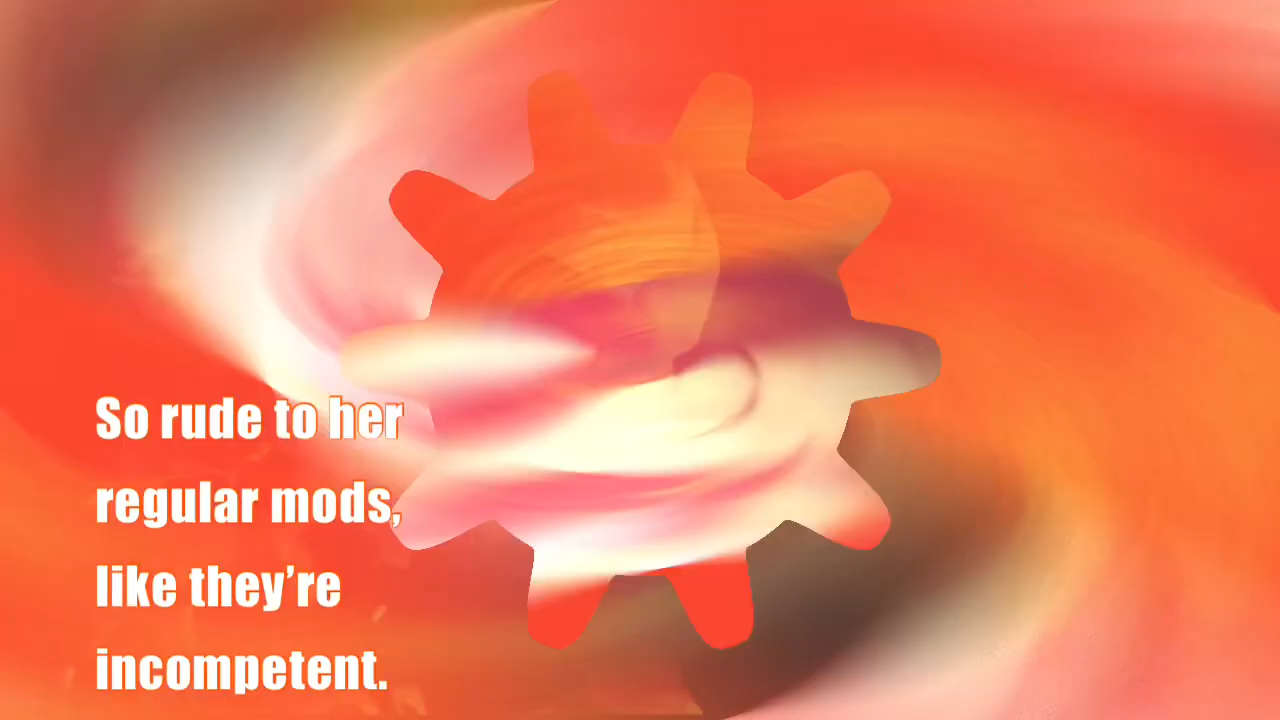 So rude to her
regular mods,
like they’re
incompetent.